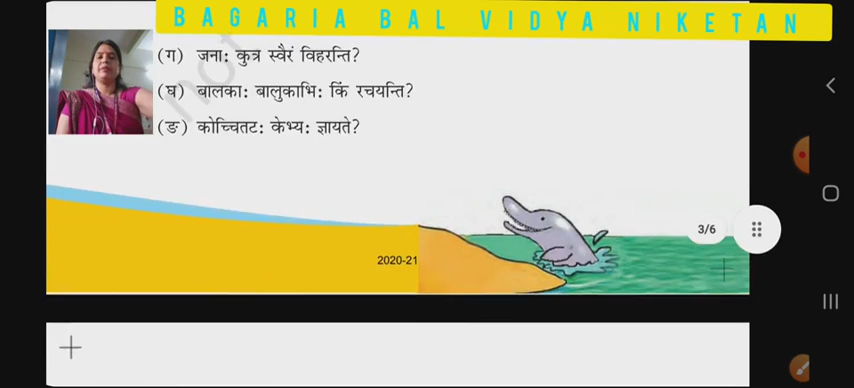 BAGARIA BAL VIDYA NIKETAN
(ग) जना: कुत्र स्वैरं विहरन्ति?
(घ) बालका: बालुकाभि: किं रचयन्ति?
(ङ) कोच्चितट: केभ्य: ज्ञायते?
3/6
2020-21